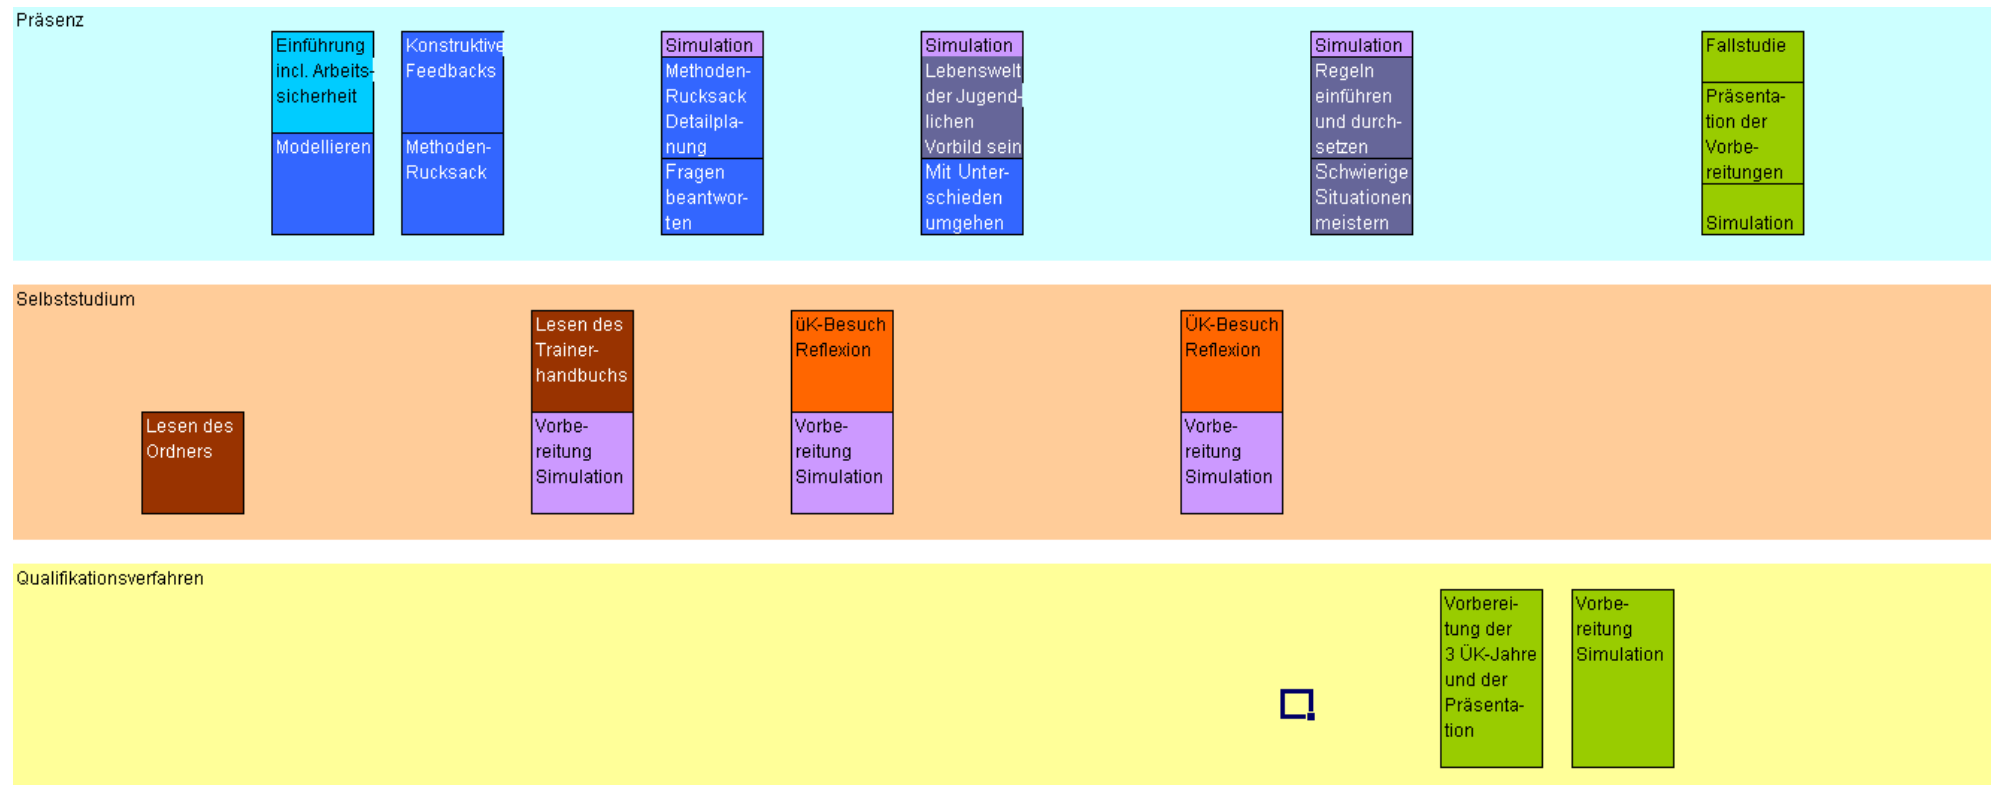 Präsenz
Einführung
incl. Arbeits-
sicherheit
Modellieren
Konstruktive
Feedbacks
Methoden-
Rucksack
Simulation
Methoden-
Rucksack
Detailpla-
nung
Fragen
beantwor-
ten
Simulation
Lebenswelt
der Jugend-
lichen
Vorbild sein
Mit Unter-
schieden
umgehen
Simulation
Regeln
einführen
und durch-
setzen
Schwierige
Situationen
meistern
Fallstudie
Präsenta-
tion der
Vorbe-
reitungen
Simulation
Selbststudium
Lesen des
Ordners
Lesen des
Trainer-
handbuchs
Vorbe-
reitung
Simulation
üK-Besuch
Reflexion
Vorbe-
reitung
Simulation
ÜK-Besuch
Reflexion
Vorbe-
reitung
Simulation
Qualifikationsverfahren
Vorberei-
tung der
3 ÜK-Jahre
und der
Präsenta-
tion
Vorbe-
reitung
Simulation